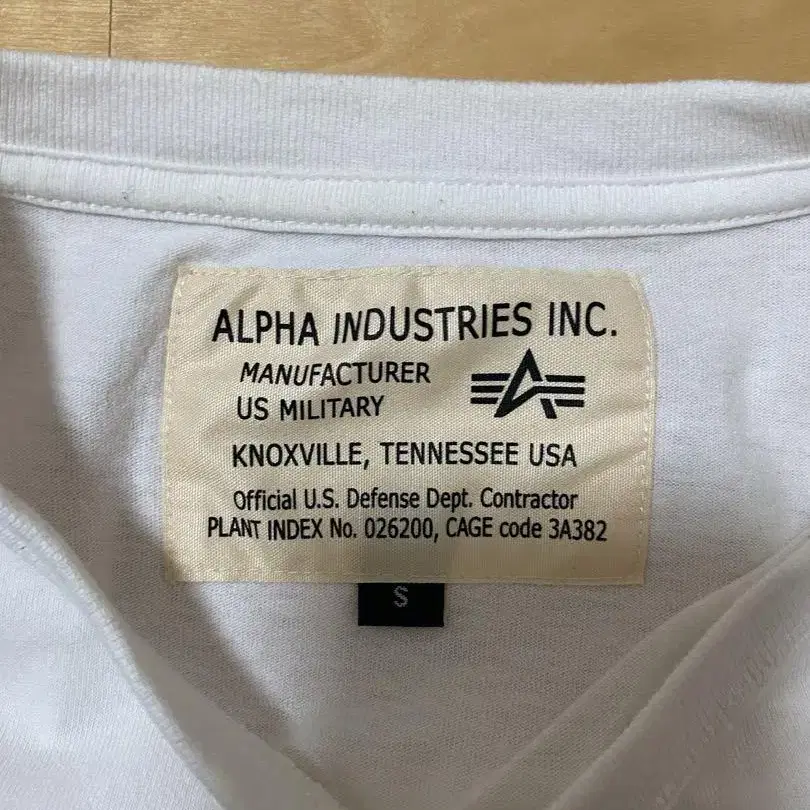 ALPHA INDUSTRIES INC.
MANUFACTURER
US MILITARY
KNOXVILLE, TENNESSEE USA
Official U.S. Defense Dept. Contractor
PLANT INDEX No. 026200, CAGE code 3A382
S